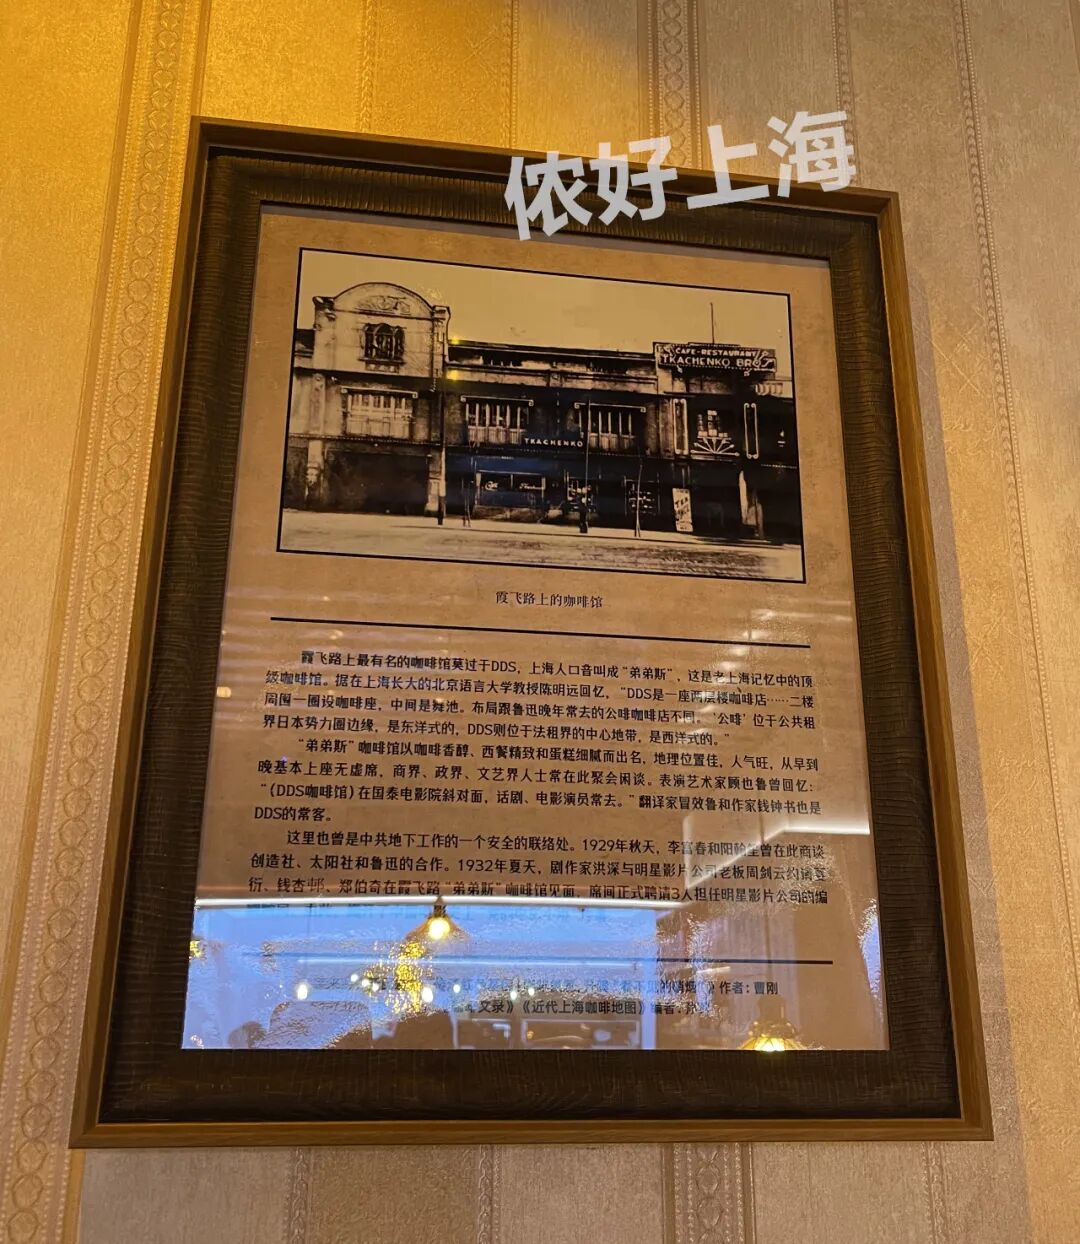 侬好上海
CAFE-RESTAURANT
TKACHENKO BRO
TKACHENKO
霞飞路上的咖啡馆
霞飞路上最有名的咖啡馆莫过于DDS，上海人口音叫成“弟弟斯”，这是老上海记忆中的顶
级咖啡馆。据在上海长大的北京语言大学教授陈明远回忆，“DDS是一座两层楼咖啡店……二楼
周围一圈设咖啡座，中间是舞池。布局跟鲁迅晚年常去的公啡咖啡店不同，‘公啡’位于公共租
界日本势力圈边缘，是东洋式的，DDS则位于法租界的中心地带，是西洋式的。”
“弟弟斯”咖啡馆以咖啡香醇、西餐精致和蛋糕细腻而出名，地理位置佳，人气旺，从早到
晚基本上座无虚席，商界、政界、文艺界人士常在此聚会闲谈。表演艺术家顾也鲁曾回忆：
“（DDS咖啡馆）在国泰电影院斜对面，话剧、电影演员常去。”翻译家冒效鲁和作家钱钟书也是
DDS的常客。
这里也曾是中共地下工作的一个安全的联络处。1929年秋天，李富春和阳翰笙曾在此商谈
创造社、太阳社和鲁迅的合作。1932年夏天，剧作家洪深与明星影片公司老板周剑云约请夏
衍、钱杏邨、郑伯奇在霞飞路“弟弟斯”咖啡馆见面，席间正式聘请3人担任明星影片公司的编
看不见的硝烟》作者：曹刚
文录》《近代上海咖啡地图》编者：孙